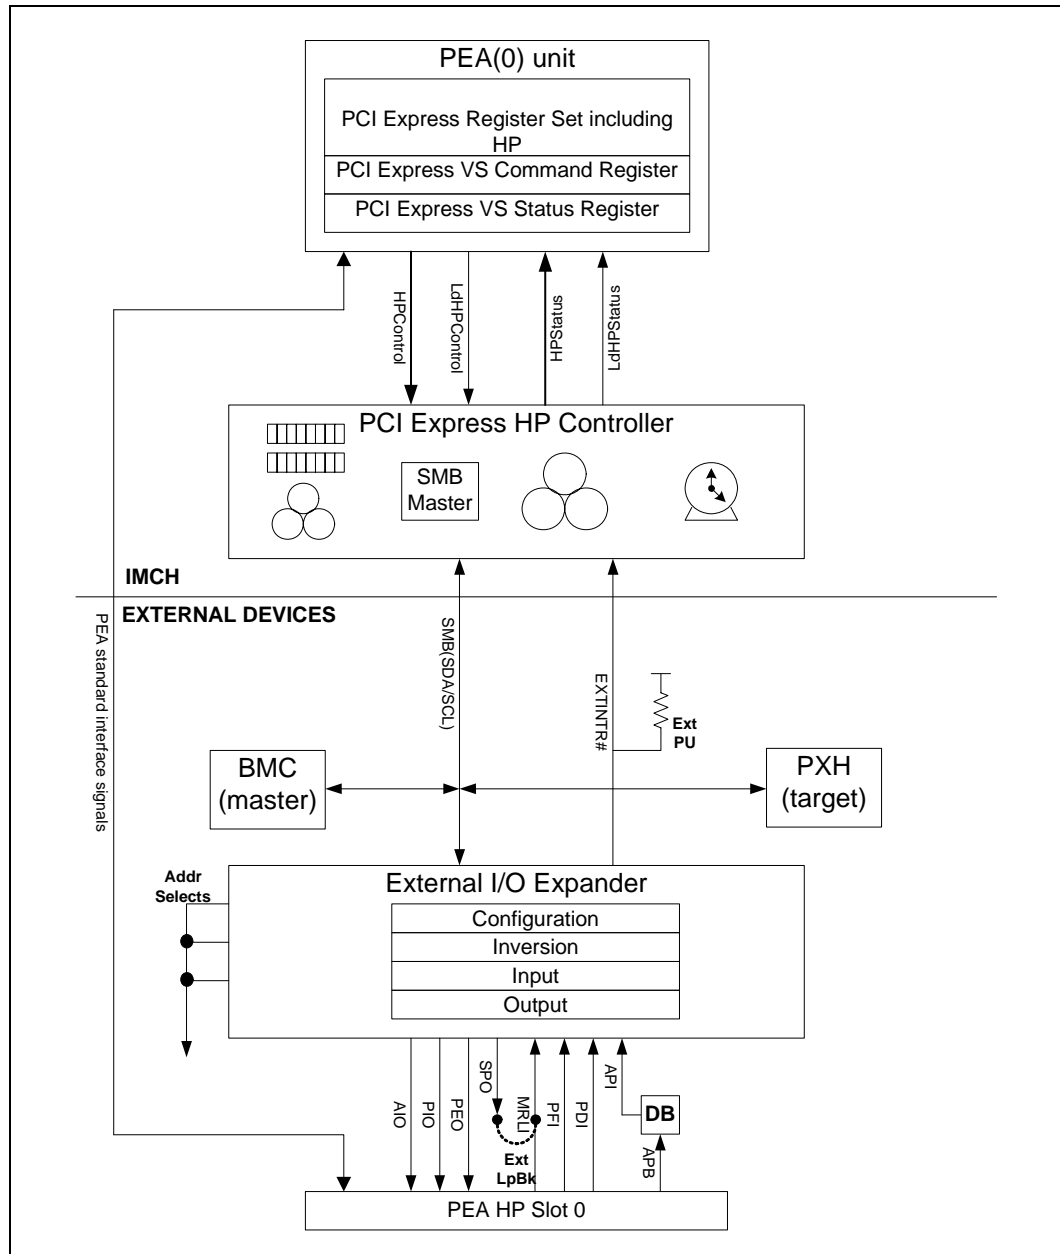 PEA(0) unit
PCI Express Register Set including
HP
PCI Express VS Command Register
PCI Express VS Status Register
HPControl
LdHPControl
HPStatus
LdHPStatus
PCI Express HP Controller
SMB
Master
IMCH
EXTERNAL DEVICES
PEA standard interface signals
SMB(SDA/SCL)
EXTINTR#
Ext
PU
BMC
(master)
PXH
(target)
Addr
Selects
External I/O Expander
Configuration
Inversion
Input
Output
AIO
PIO
PEO
SPO
MRLI
PFI
PDI
API
DB
APB
Ext
LpBk
PEA HP Slot 0